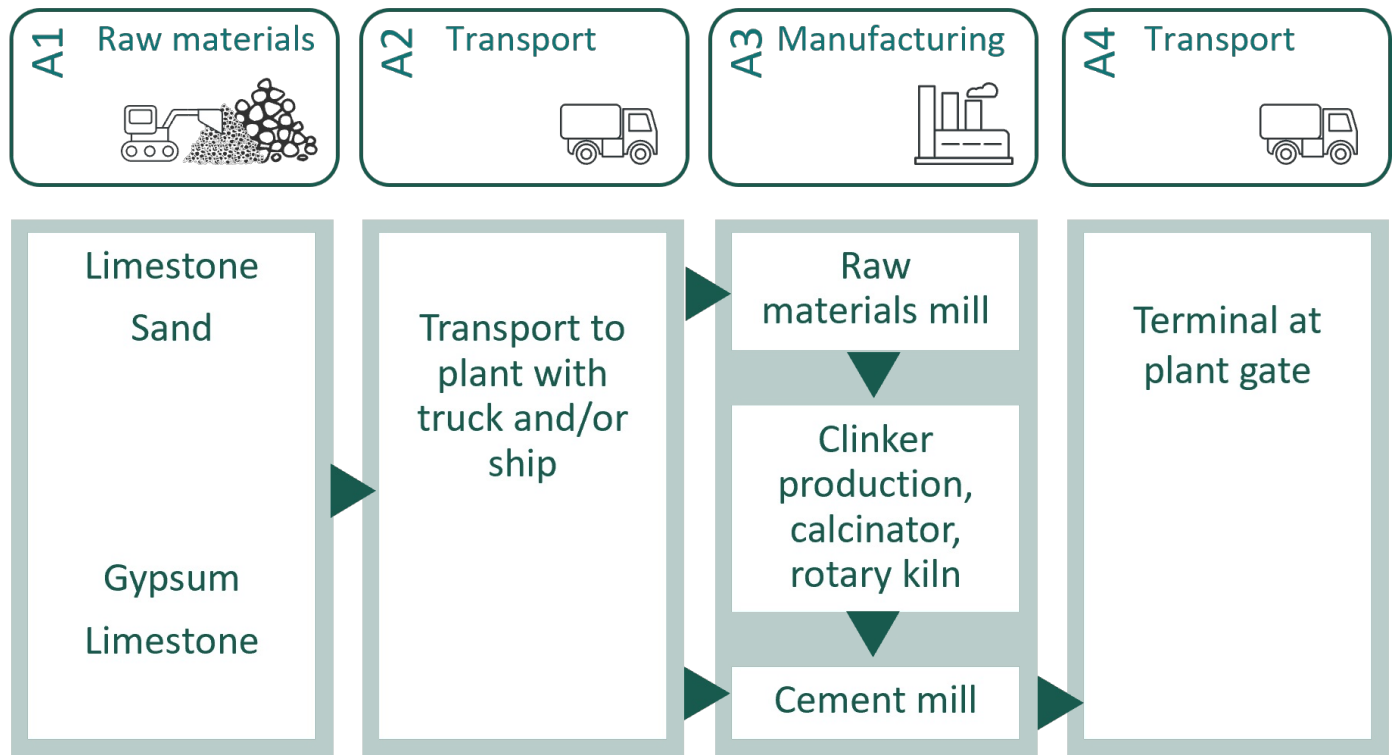 A1 Raw materials
A2 Transport
A3 Manufacturing
A4 Transport
Limestone
Sand
Gypsum
Limestone
Transport to
plant with
truck and/or
ship
Raw
materials mill
Clinker
production,
calcinator,
rotary kiln
Cement mill
Terminal at
plant gate